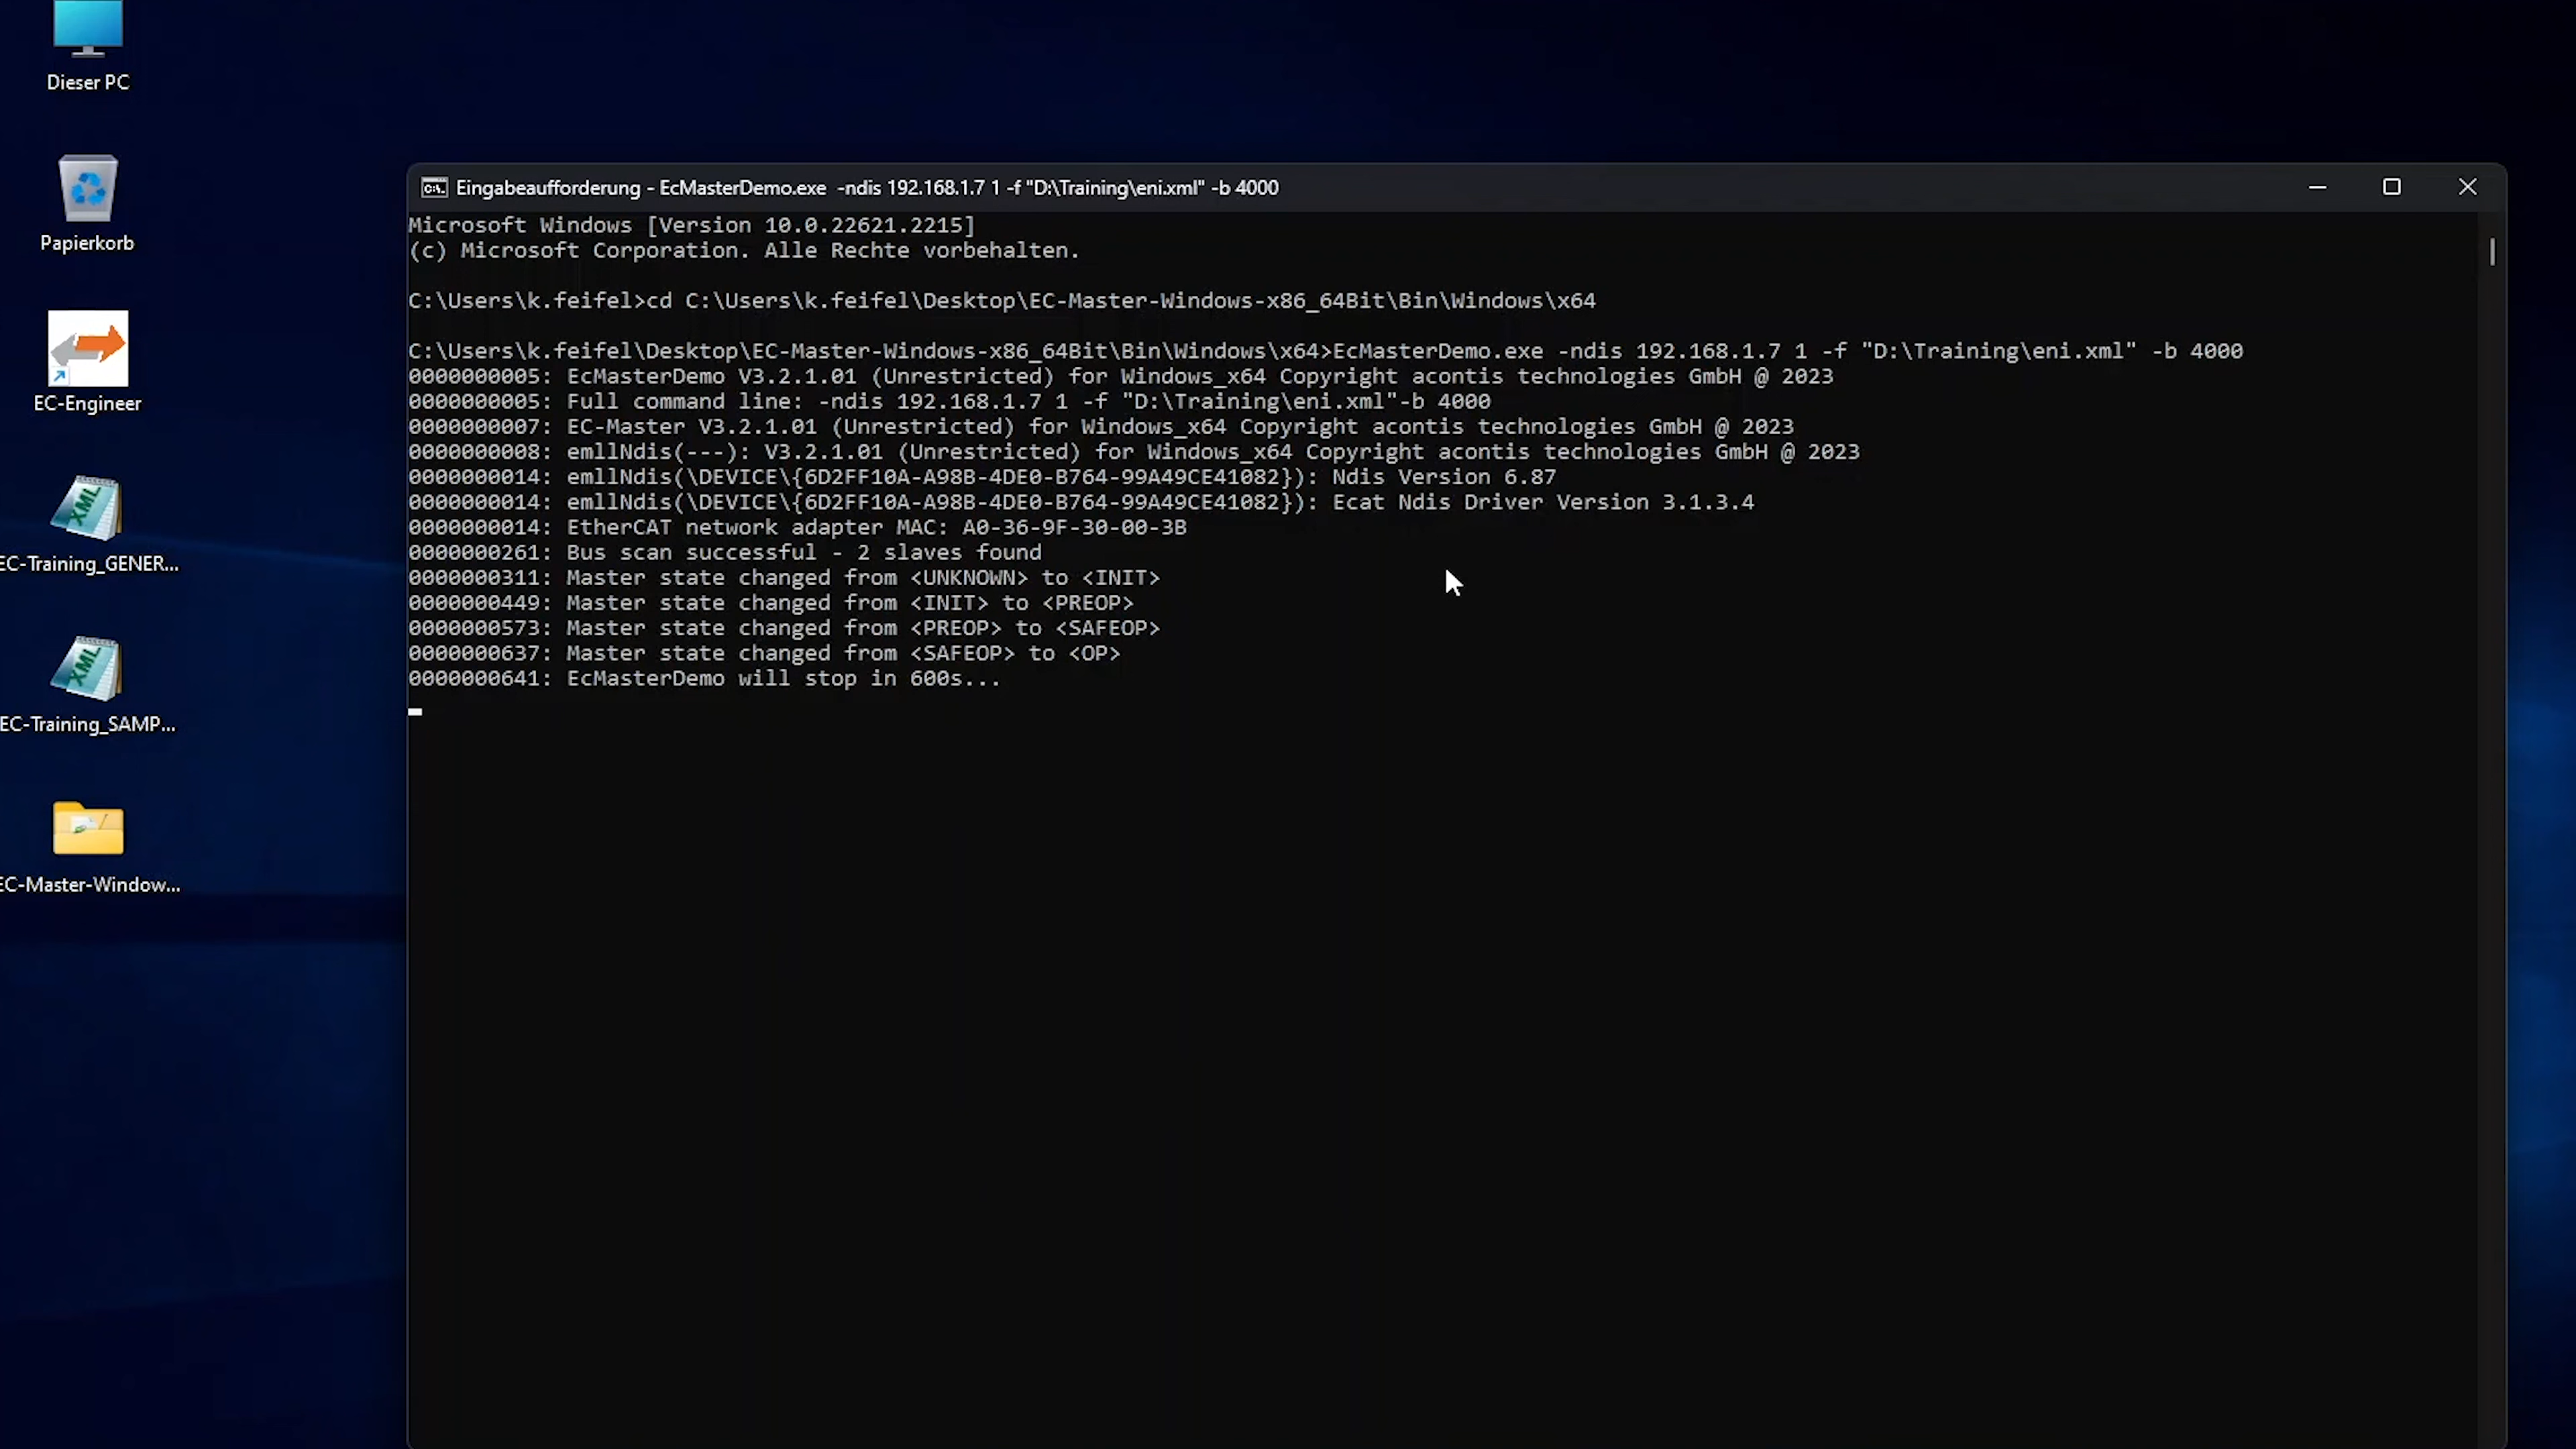 Dieser PC
Papierkorb
EC-Engineer
EC-Training_GENER...
EC-Training_SAMP...
EC-Master-Window...
Eingabeaufforderung - EcMasterDemo.exe  -ndis 192.168.1.7 1 -f "D:\Training\eni.xml" -b 4000
Microsoft Windows [Version 10.0.22621.2215]
(c) Microsoft Corporation. Alle Rechte vorbehalten.
C:\Users\k.feifel>cd C:\Users\k.feifel\Desktop\EC-Master-Windows-x86_64Bit\Bin\Windows\x64
C:\Users\k.feifel\Desktop\EC-Master-Windows-x86_64Bit\Bin\Windows\x64>EcMasterDemo.exe -ndis 192.168.1.7 1 -f "D:\Training\eni.xml" -b 4000
0000000005: EcMasterDemo V3.2.1.01 (Unrestricted) for Windows_x64 Copyright acontis technologies GmbH @ 2023
0000000005: Full command line: -ndis 192.168.1.7 1 -f "D:\Training\eni.xml"-b 4000
0000000007: EC-Master V3.2.1.01 (Unrestricted) for Windows_x64 Copyright acontis technologies GmbH @ 2023
0000000008: emllNdis(---): V3.2.1.01 (Unrestricted) for Windows_x64 Copyright acontis technologies GmbH @ 2023
0000000014: emllNdis(\DEVICE\{6D2FF10A-A98B-4DE0-B764-99A49CE41082}): Ndis Version 6.87
0000000014: emllNdis(\DEVICE\{6D2FF10A-A98B-4DE0-B764-99A49CE41082}): Ecat Ndis Driver Version 3.1.3.4
0000000014: EtherCAT network adapter MAC: A0-36-9F-30-00-3B
0000000261: Bus scan successful - 2 slaves found
0000000311: Master state changed from <UNKNOWN> to <INIT>
0000000449: Master state changed from <INIT> to <PREOP>
0000000573: Master state changed from <PREOP> to <SAFEOP>
0000000637: Master state changed from <SAFEOP> to <OP>
0000000641: EcMasterDemo will stop in 600s...